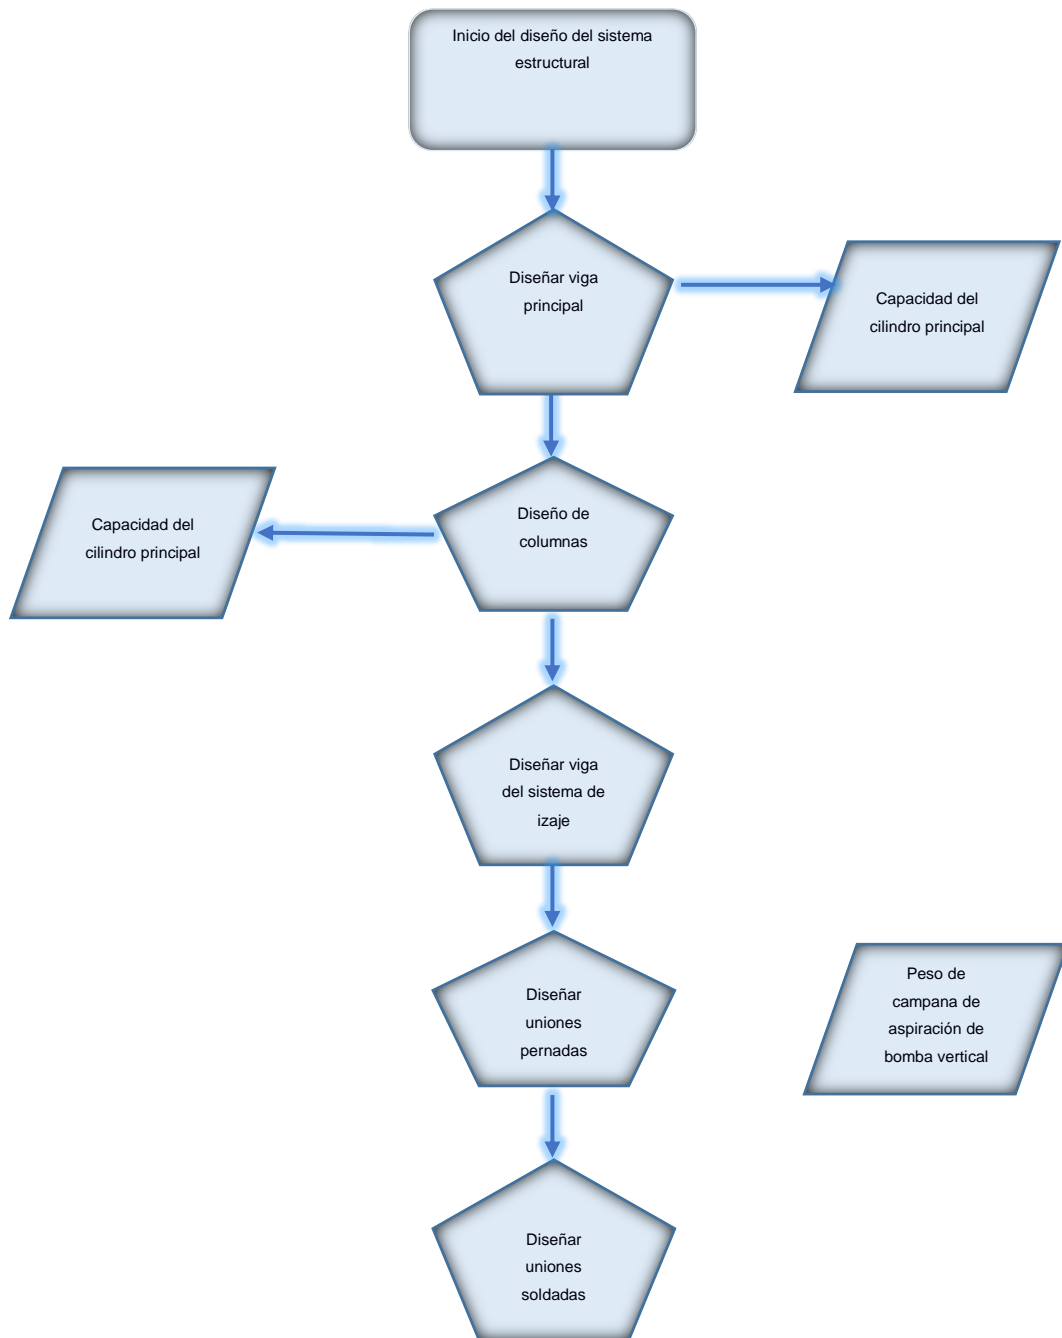 Inicio del diseño del sistema
estructural
Diseñar viga
principal
Capacidad del
cilindro principal
Diseño de
columnas
Capacidad del
cilindro principal
Diseñar viga
del sistema de
izaje
Diseñar
uniones
pernadas
Peso de
campana de
aspiración de
bomba vertical
Diseñar
uniones
soldadas